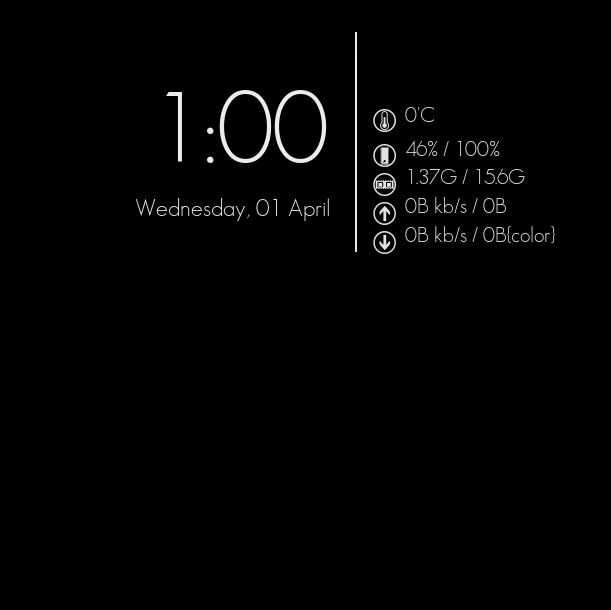 1:00
Wednesday, 01 April
0'C
46% / 100%
1.37G / 15.6G
0B kb/s / 0B
0B kb/s / 0B{color}